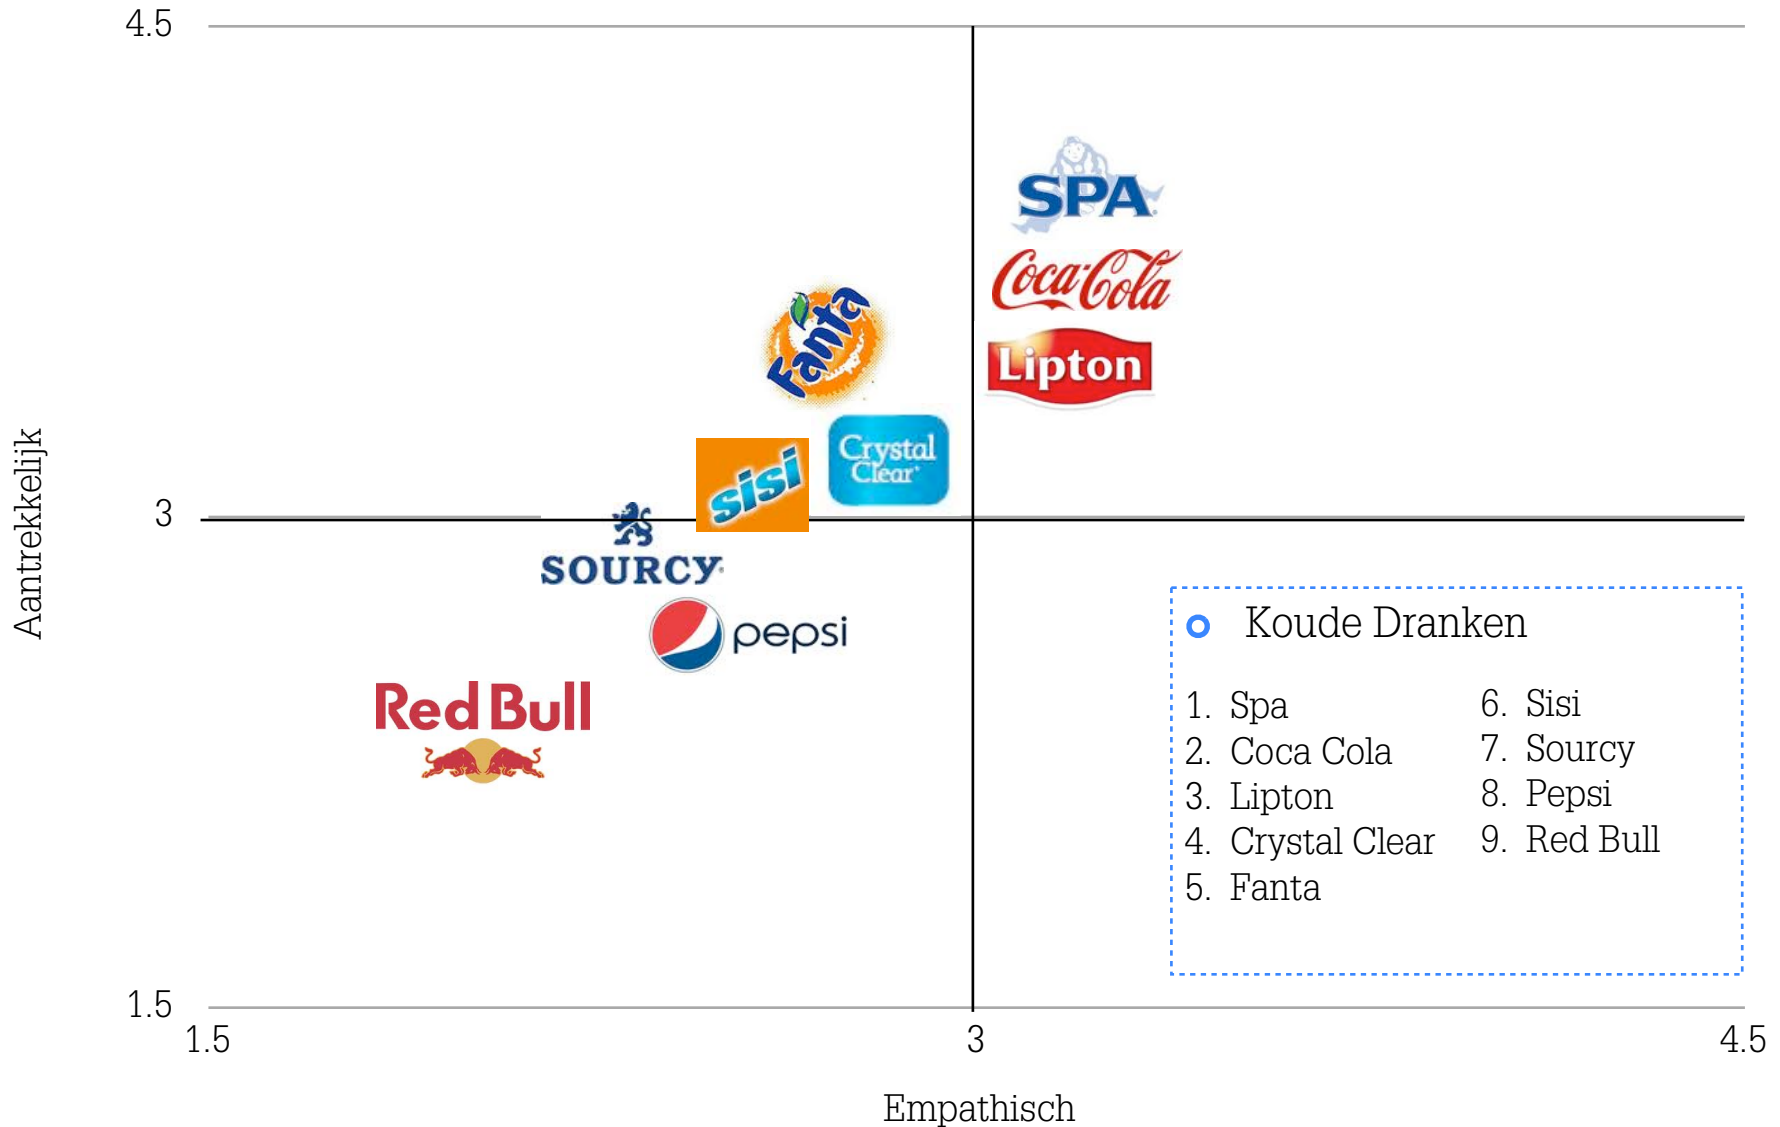 4.5
SPA
Coca-Cola
Fanta
Lipton
Crystal
Clear
sisi
Aantrekkelijk
3
SOURCY
pepsi
Koude Dranken
Red Bull
1. Spa
2. Coca Cola
3. Lipton
4. Crystal Clear
5. Fanta
6. Sisi
7. Sourcy
8. Pepsi
9. Red Bull
1.5
1.5
3
4.5
Empathisch